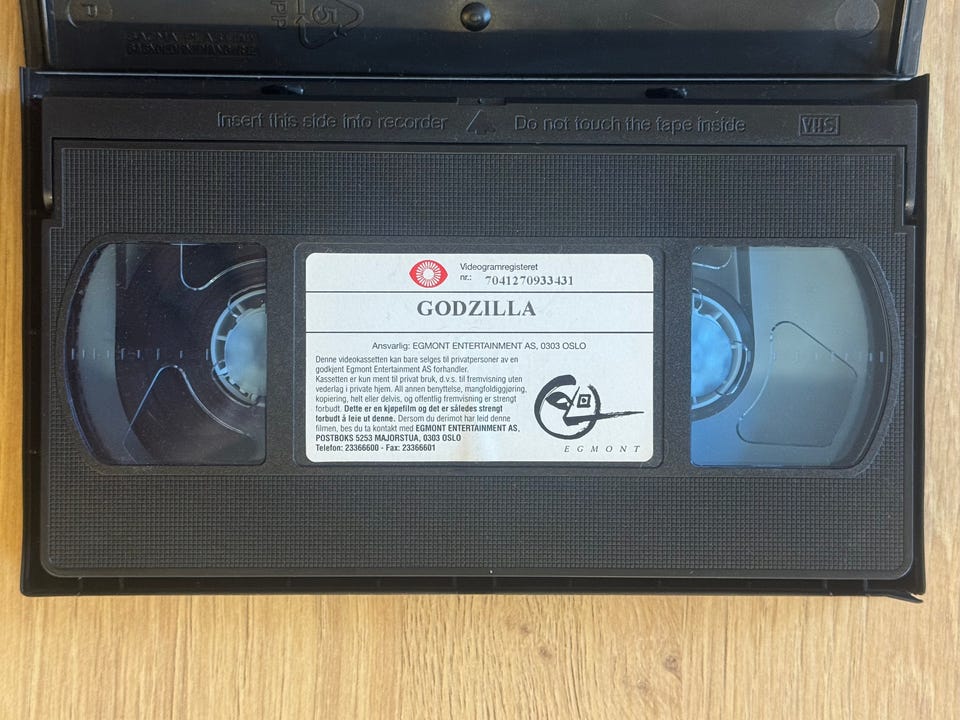 PP
5
P
Insert this side into recorder
Do not touch the tape inside
VHS
Videogramregisteret
nr.: 7041270933431
GODZILLA
Ansvarlig: EGMONT ENTERTAINMENT AS, 0303 OSLO
Denne videokassetten kan bare selges til privatpersoner av en
godkjent Egmont Entertainment AS forhandler.
Kassetten er kun ment til privat bruk, d.v.s. til fremvisning uten
vederlag i private hjem. All annen benyttelse, mangfoldiggjøring,
kopiering, helt eller delvis, og offentlig fremvisning er strengt
forbudt. Dette er en kjøpefilm og det er således strengt
forbudt å leie ut denne. Dersom du derimot har leid denne
filmen, bes du ta kontakt med EGMONT ENTERTAINMENT AS,
POSTBOKS 5253 MAJORSTUA, 0303 OSLO
Telefon: 23366600 - Fax: 23366601
EGMONT